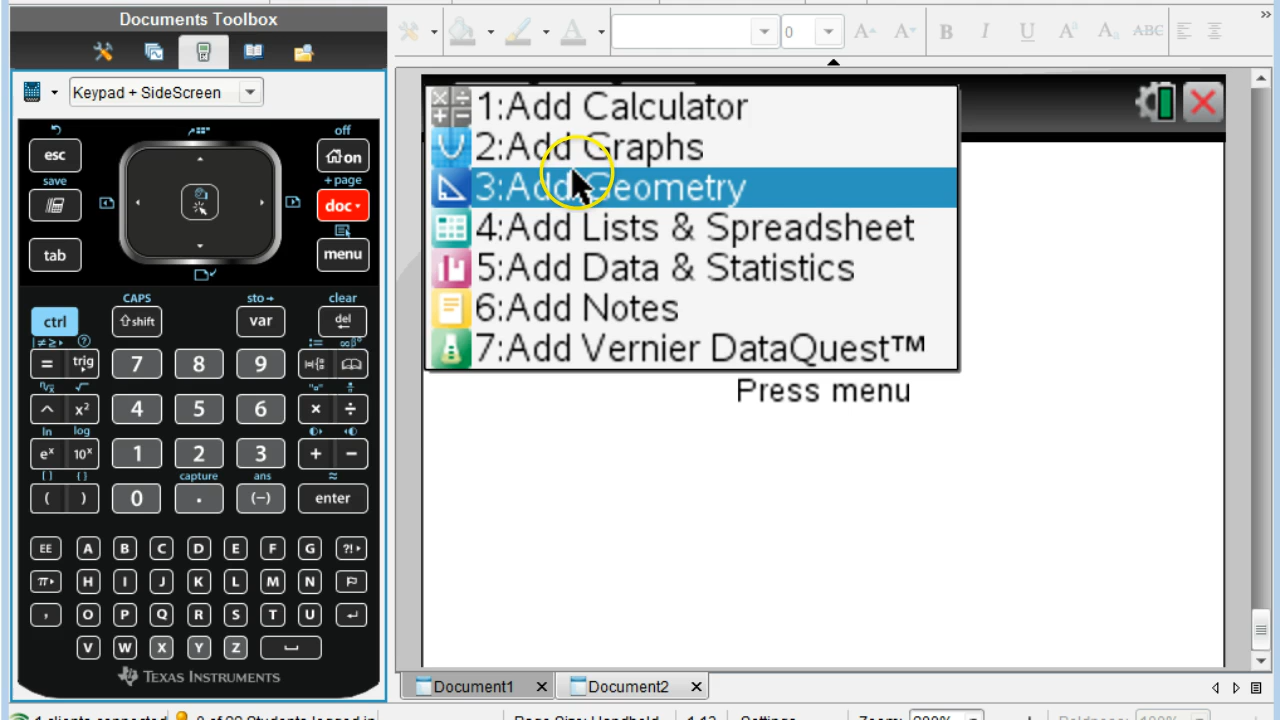 Documents Toolbox
0
B I U ABC
Keypad + SideScreen
1:Add Calculator
2:Add Graphs
3:Add Geometry
4:Add Lists & Spreadsheet
5:Add Data & Statistics
6:Add Notes
7:Add Vernier DataQuest™
Press menu
off
esc
on
save
+ page
doc
tab
menu
CAPS
sto→
clear
ctrl
shift
var
del
= trig 7 8 9
^ x² 4 5 6 × ÷
ln log
eˣ 10ˣ 1 2 3 + −
[ ] { } capture ans ≈
( ) 0 . (−) enter
EE A B C D E F G ?!
π H I J K L M N
, O P Q R S T U
V W X Y Z
TEXAS INSTRUMENTS
Document1
Document2